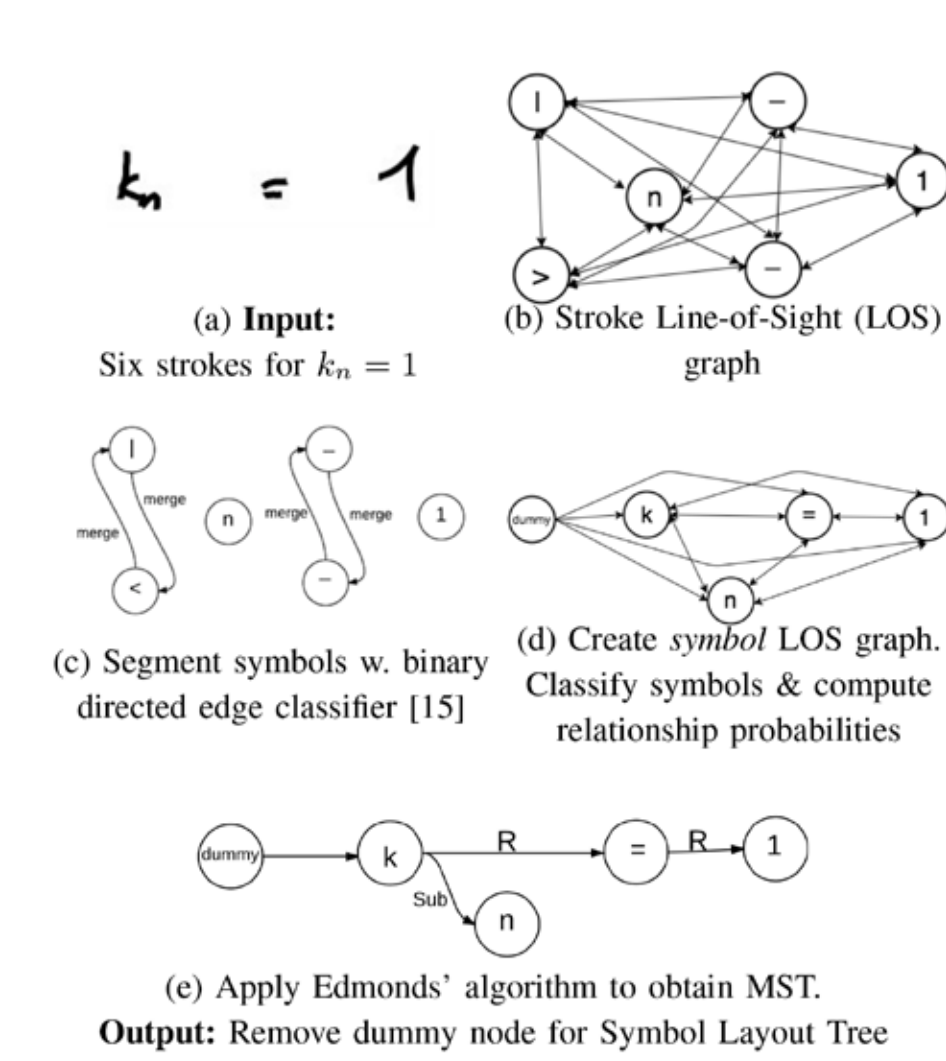 kn = 1
(a) Input:
Six strokes for kₙ = 1
|
−
n
1
>
−
(b) Stroke Line-of-Sight (LOS)
graph
|
merge
merge
<
n
−
merge
merge
−
1
(c) Segment symbols w. binary
directed edge classifier [15]
dummy
k
=
1
n
(d) Create symbol LOS graph.
Classify symbols & compute
relationship probabilities
dummy
k
R
=
R
1
Sub
n
(e) Apply Edmonds’ algorithm to obtain MST.
Output: Remove dummy node for Symbol Layout Tree